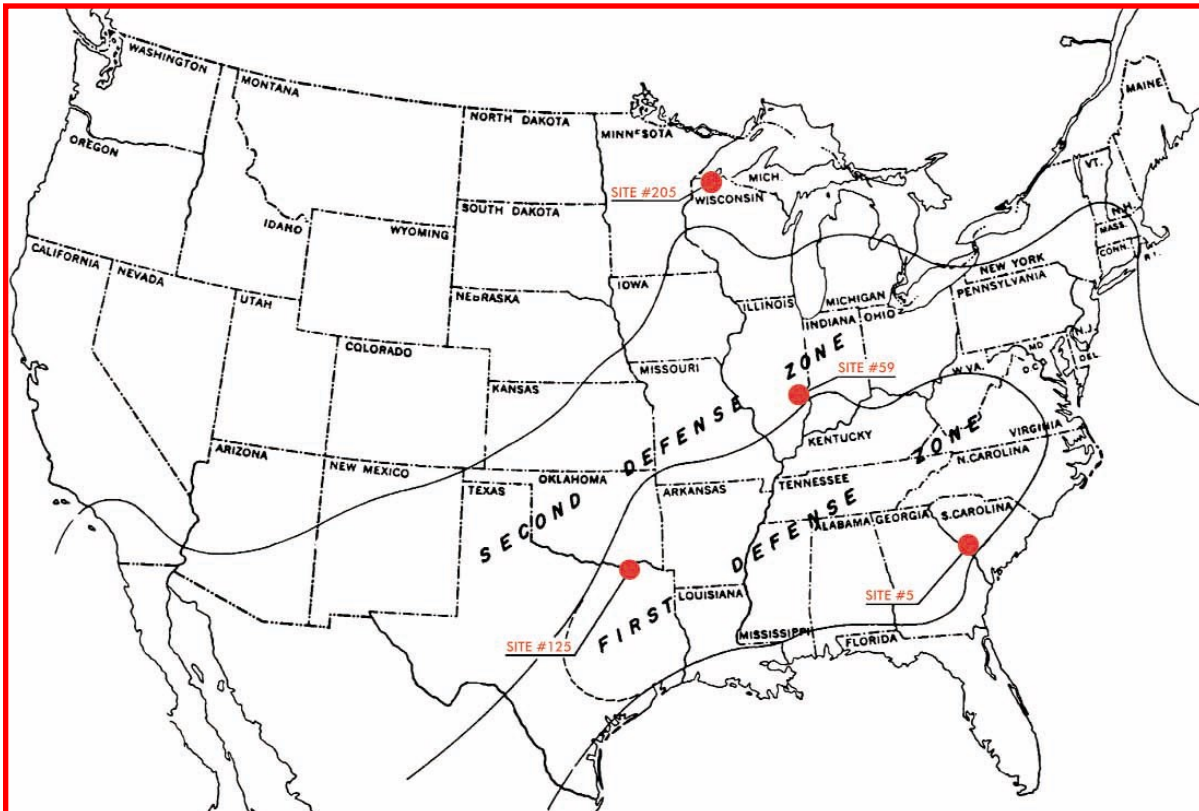 WASHINGTON
MONTANA
NORTH DAKOTA
MINNESOTA
MAINE
OREGON
VT.
SITE #205
MICH.
WISCONSIN
IDAHO
WYOMING
SOUTH DAKOTA
N.H.
MASS.
CONN.
R.I.
CALIFORNIA
NEVADA
UTAH
NEBRASKA
IOWA
ILLINOIS
MICHIGAN
NEW YORK
PENNSYLVANIA
INDIANA
OHIO
COLORADO
N.J.
MD
DEL.
D.C.
KANSAS
MISSOURI
SITE #59
W.VA.
ARIZONA
NEW MEXICO
KENTUCKY
VIRGINIA
TEXAS
OKLAHOMA
ARKANSAS
TENNESSEE
N.CAROLINA
SECOND DEFENSE ZONE
ALABAMA
GEORGIA
S.CAROLINA
FIRST DEFENSE ZONE
LOUISIANA
SITE #5
SITE #125
MISSISSIPPI
FLORIDA